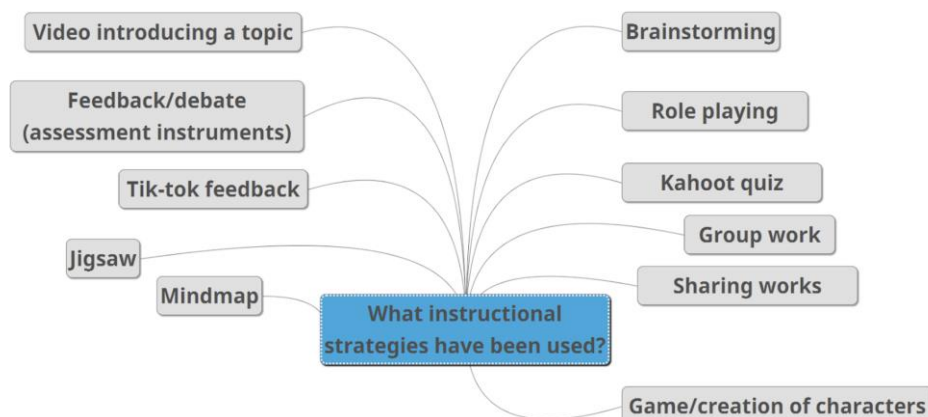 Video introducing a topic
Feedback/debate
(assessment instruments)
Tik-tok feedback
Jigsaw
Mindmap
Brainstorming
Role playing
Kahoot quiz
Group work
Sharing works
What instructional
strategies have been used?
Game/creation of characters